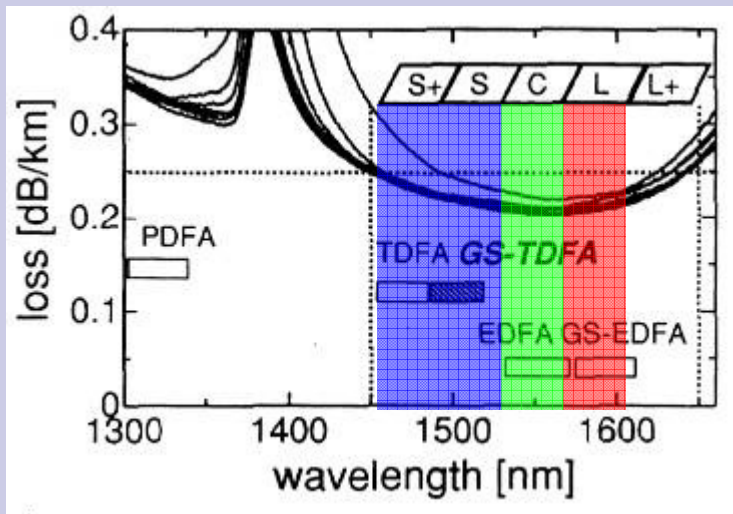 0.4
S+ S C L L+
0.3
0.2
PDFA
TDFA GS-TDFA
0.1
EDFA GS-EDFA
0
1300 1400 1500 1600
wavelength [nm]
loss [dB/km]